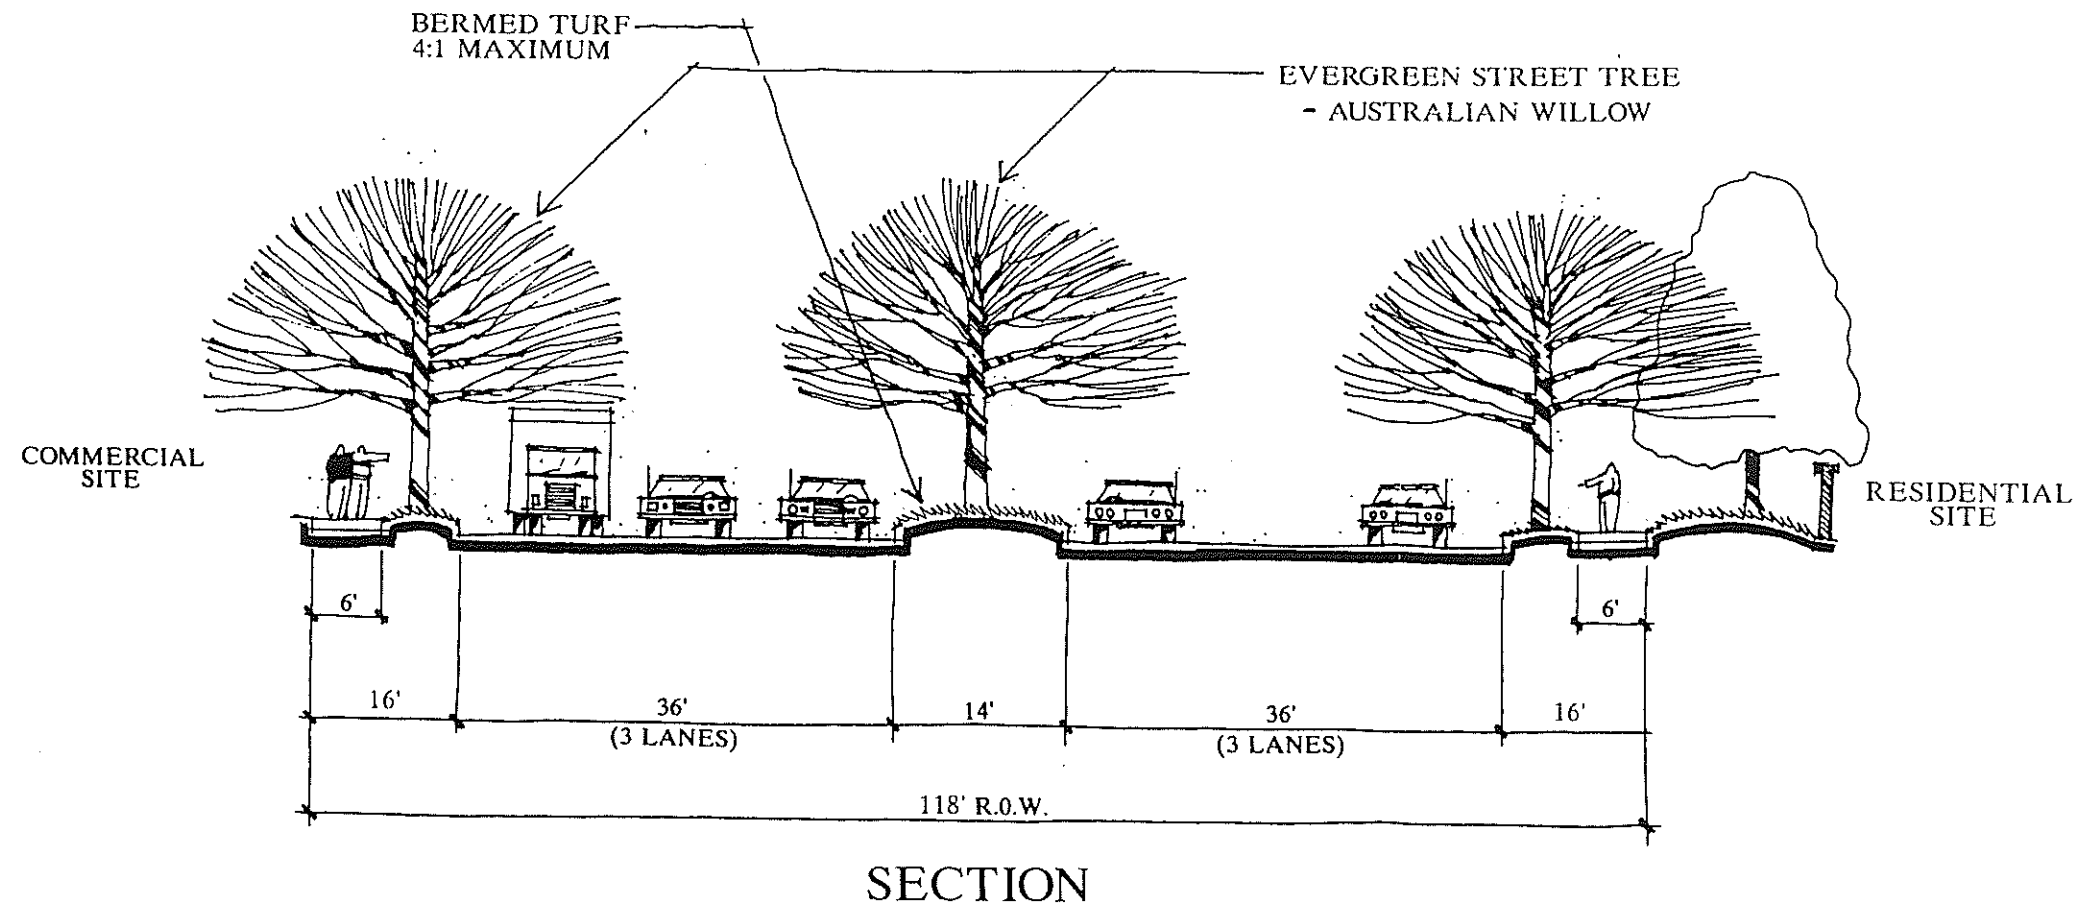 BERMED TURF
4:1 MAXIMUM
EVERGREEN STREET TREE
- AUSTRALIAN WILLOW
COMMERCIAL
SITE
RESIDENTIAL
SITE
6'
6'
16'
36'
(3 LANES)
14'
36'
(3 LANES)
16'
118' R.O.W.
SECTION